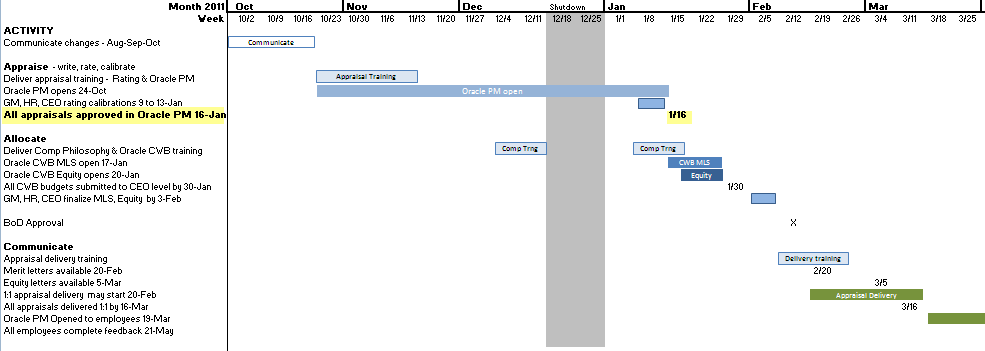 Month 2011 Oct Nov Dec Shutdown Jan Feb Mar
Week 10/2 10/9 10/16 10/23 10/30 11/6 11/13 11/20 11/27 12/4 12/11 12/18 12/25 1/1 1/8 1/15 1/22 1/29 2/5 2/12 2/19 2/26 3/4 3/11 3/18 3/25
ACTIVITY
Communicate changes - Aug-Sep-Oct Communicate
Appraise - write, rate, calibrate
Deliver appraisal training - Rating & Oracle PM Appraisal Training
Oracle PM opens 24-Oct Oracle PM open
GM, HR, CEO rating calibrations 9 to 13-Jan
All appraisals approved in Oracle PM 16-Jan 1/16
Allocate
Deliver Comp Philosophy & Oracle CWB training Comp Trng Comp Trng
Oracle CWB MLS open 17-Jan CWB MLS
Oracle CWB Equity opens 20-Jan Equity
All CWB budgets submitted to CEO level by 30-Jan 1/30
GM, HR, CEO finalize MLS, Equity by 3-Feb
BoD Approval X
Communicate
Appraisal delivery training Delivery training
Merit letters available 20-Feb 2/20
Equity letters available 5-Mar 3/5
1:1 appraisal delivery may start 20-Feb Appraisal Delivery
All appraisals delivered 1:1 by 16-Mar 3/16
Oracle PM Opened to employees 19-Mar
All employees complete feedback 21-May